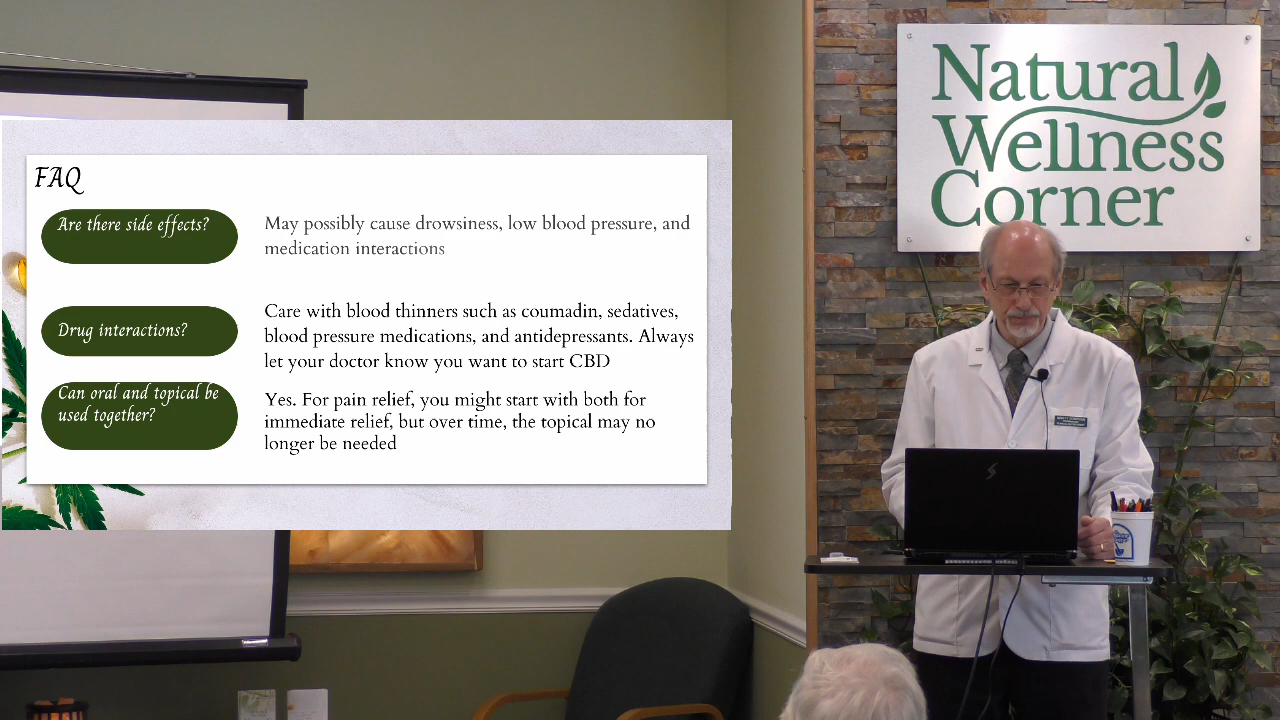 FAQ
Are there side effects?
May possibly cause drowsiness, low blood pressure, and
medication interactions
Drug interactions?
Care with blood thinners such as coumadin, sedatives,
blood pressure medications, and antidepressants. Always
let your doctor know you want to start CBD
Can oral and topical be
used together?
Yes. For pain relief, you might start with both for
immediate relief, but over time, the topical may no
longer be needed
Natural
Wellness
Corner